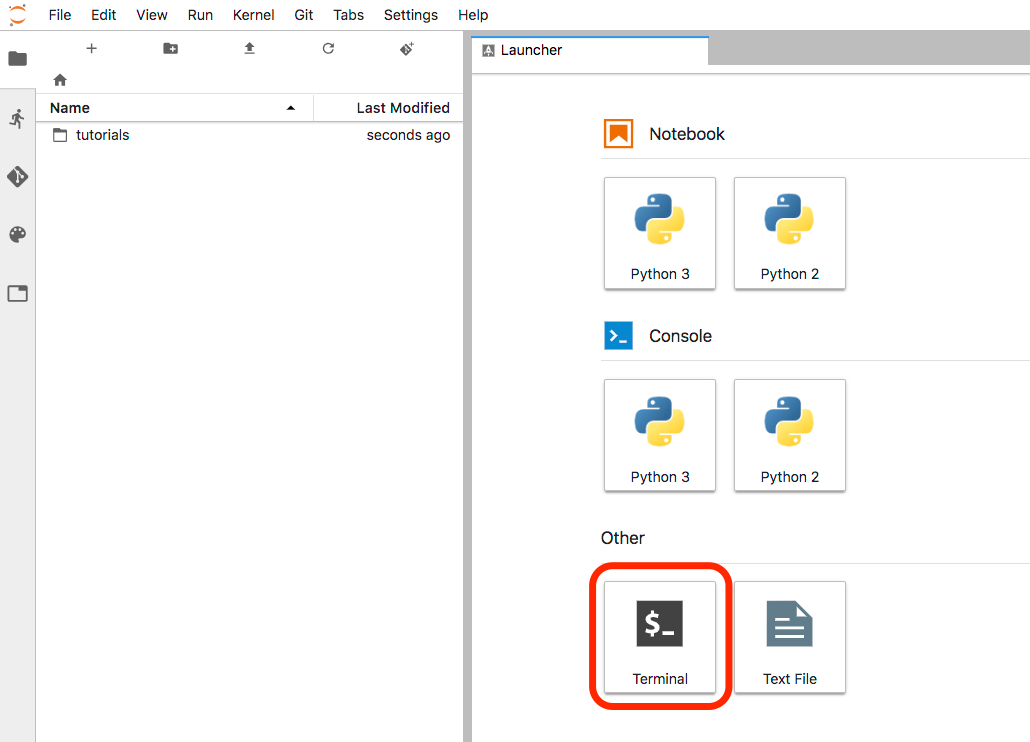 File Edit View Run Kernel Git Tabs Settings Help
Launcher
Name Last Modified
tutorials seconds ago
Notebook
Python 3 Python 2
Console
Python 3 Python 2
Other
$_
Terminal Text File